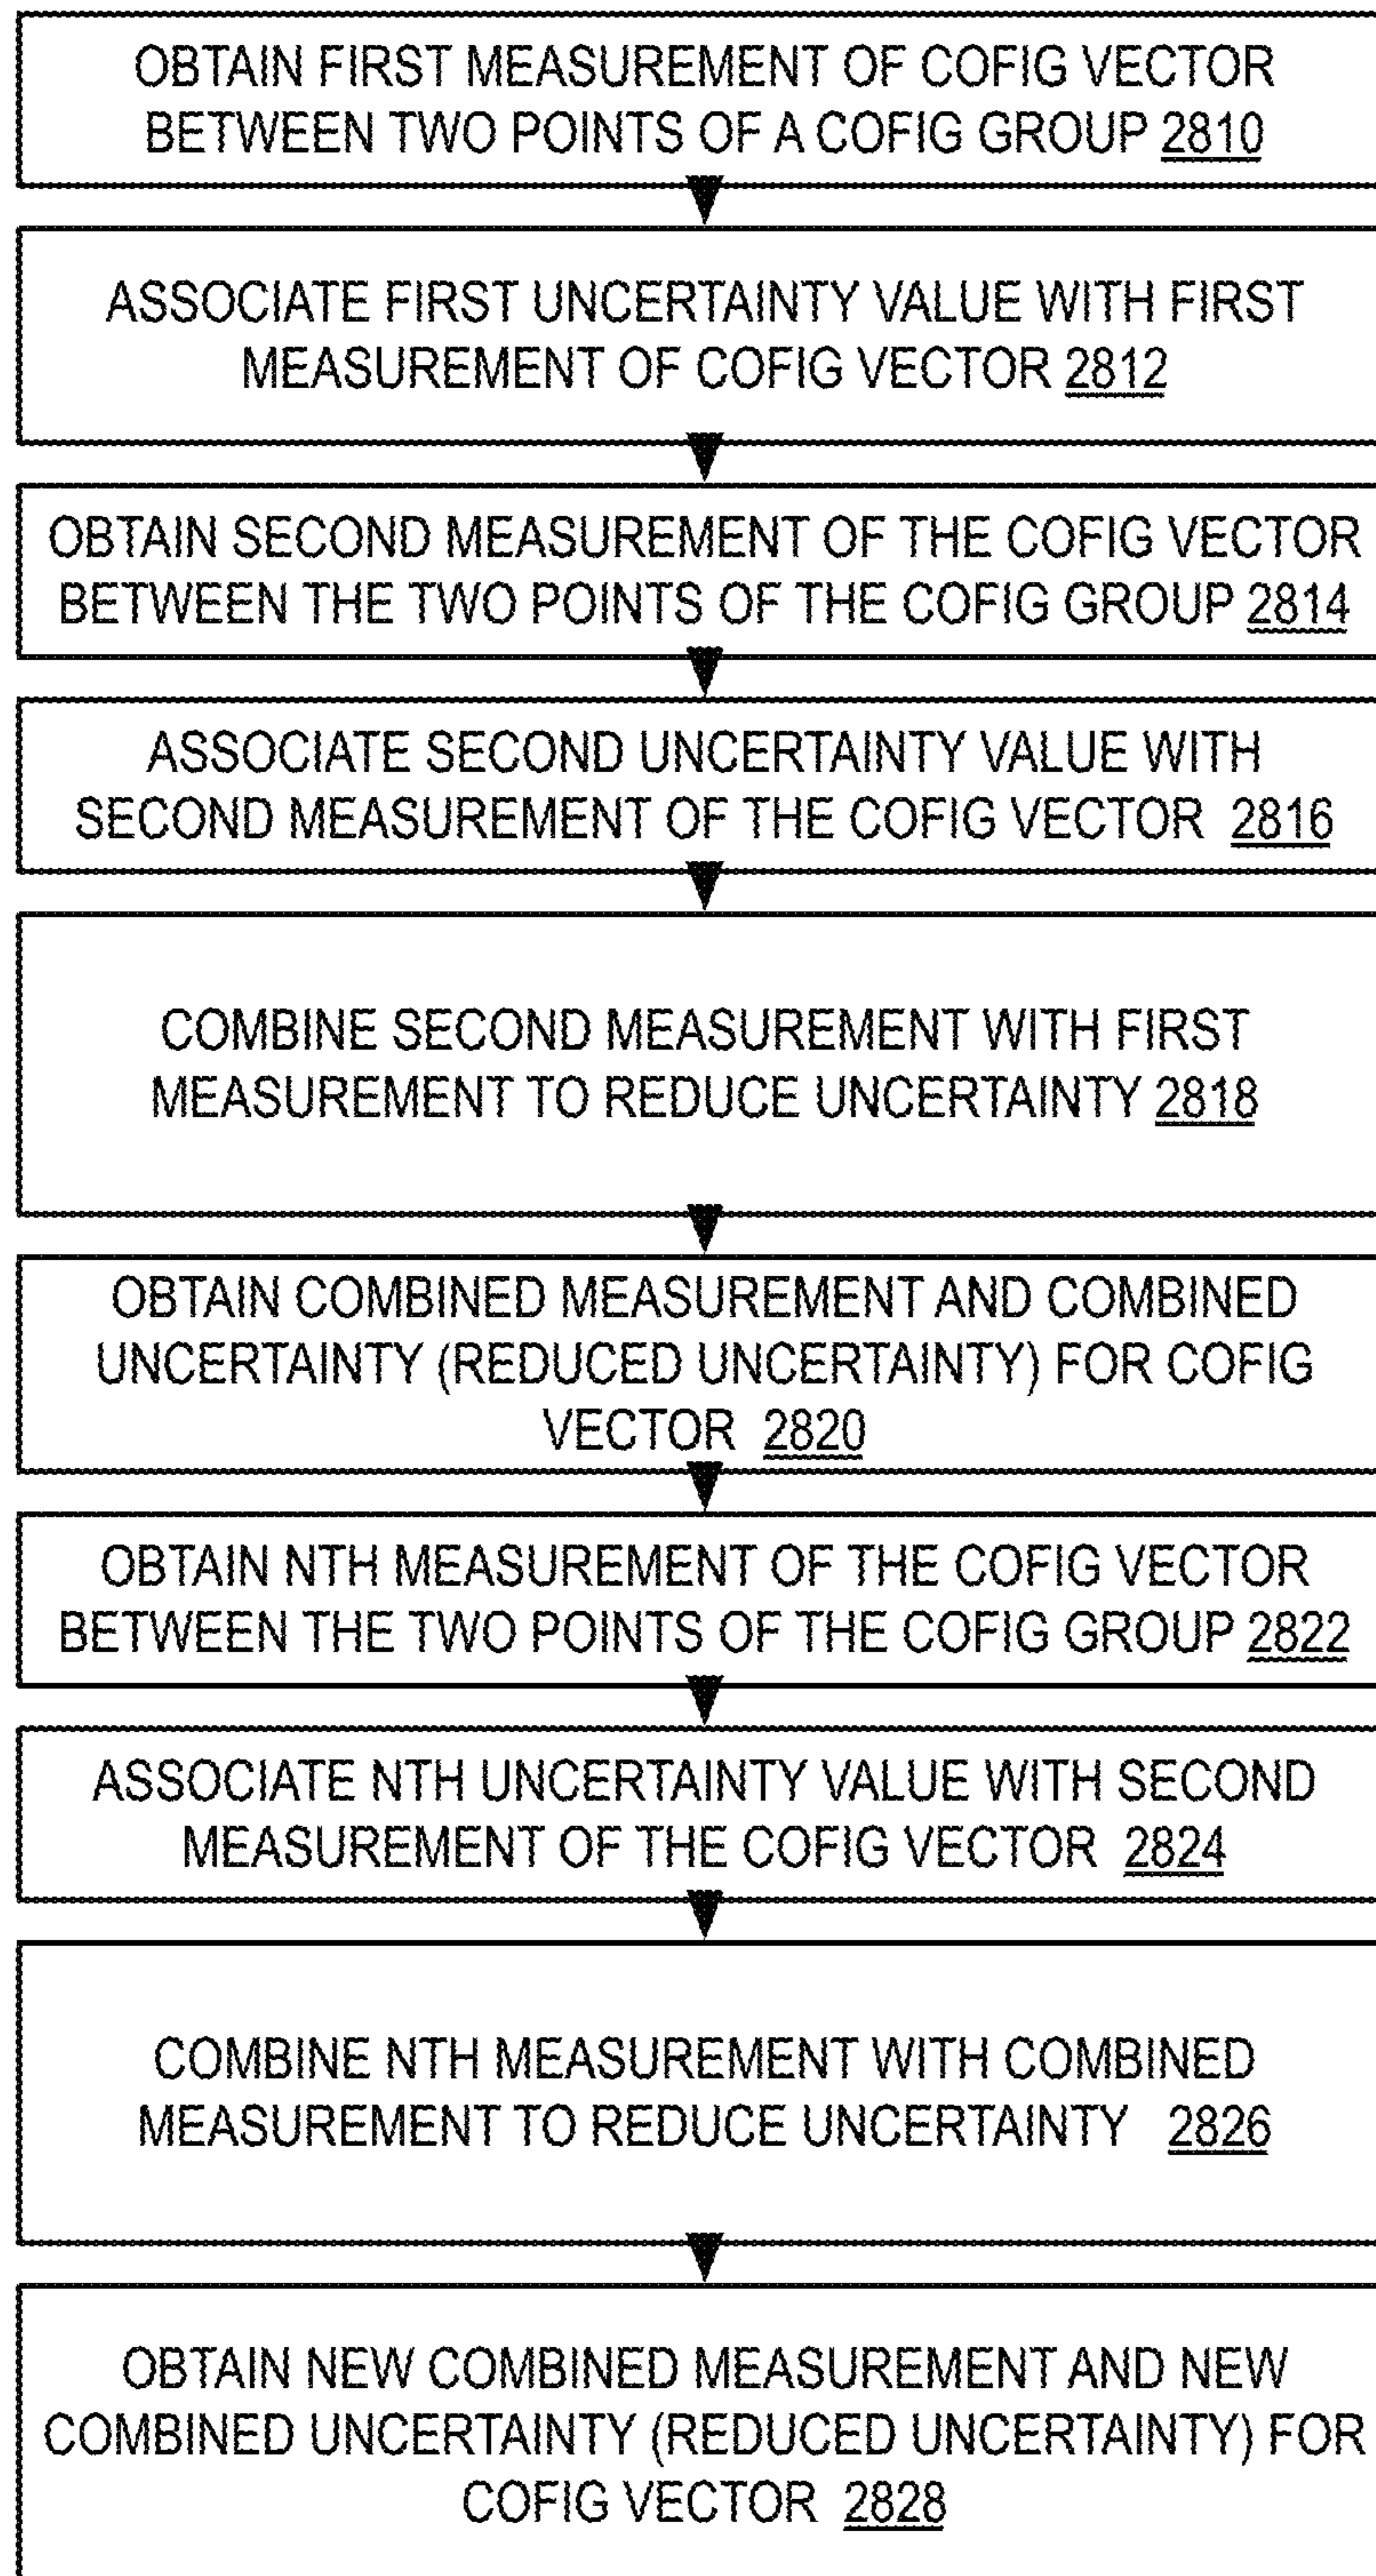 OBTAIN FIRST MEASUREMENT OF COFIG VECTOR
BETWEEN TWO POINTS OF A COFIG GROUP 2810
ASSOCIATE FIRST UNCERTAINTY VALUE WITH FIRST
MEASUREMENT OF COFIG VECTOR 2812
OBTAIN SECOND MEASUREMENT OF THE COFIG VECTOR
BETWEEN THE TWO POINTS OF THE COFIG GROUP 2814
ASSOCIATE SECOND UNCERTAINTY VALUE WITH
SECOND MEASUREMENT OF THE COFIG VECTOR 2816
COMBINE SECOND MEASUREMENT WITH FIRST
MEASUREMENT TO REDUCE UNCERTAINTY 2818
OBTAIN COMBINED MEASUREMENT AND COMBINED
UNCERTAINTY (REDUCED UNCERTAINTY) FOR COFIG
VECTOR 2820
OBTAIN NTH MEASUREMENT OF THE COFIG VECTOR
BETWEEN THE TWO POINTS OF THE COFIG GROUP 2822
ASSOCIATE NTH UNCERTAINTY VALUE WITH SECOND
MEASUREMENT OF THE COFIG VECTOR 2824
COMBINE NTH MEASUREMENT WITH COMBINED
MEASUREMENT TO REDUCE UNCERTAINTY 2826
OBTAIN NEW COMBINED MEASUREMENT AND NEW
COMBINED UNCERTAINTY (REDUCED UNCERTAINTY) FOR
COFIG VECTOR 2828